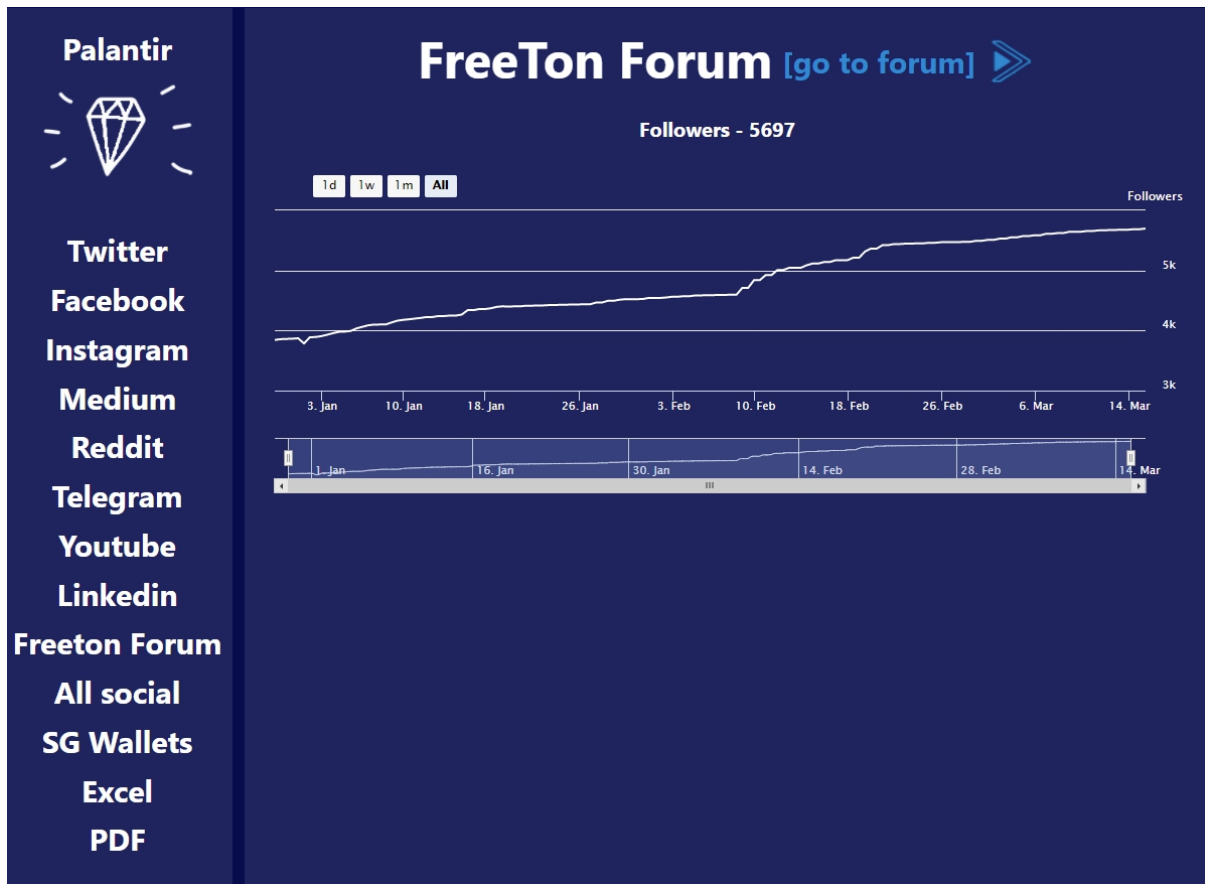 Palantir
Twitter
Facebook
Instagram
Medium
Reddit
Telegram
Youtube
Linkedin
Freeton Forum
All social
SG Wallets
Excel
PDF
FreeTon Forum [go to forum]
Followers - 5697
1d 1w 1m All
Followers
5k
4k
3k
3. Jan 10. Jan 18. Jan 26. Jan 3. Feb 10. Feb 18. Feb 26. Feb 6. Mar 14. Mar
1. Jan 16. Jan 30. Jan 14. Feb 28. Feb 14. Mar